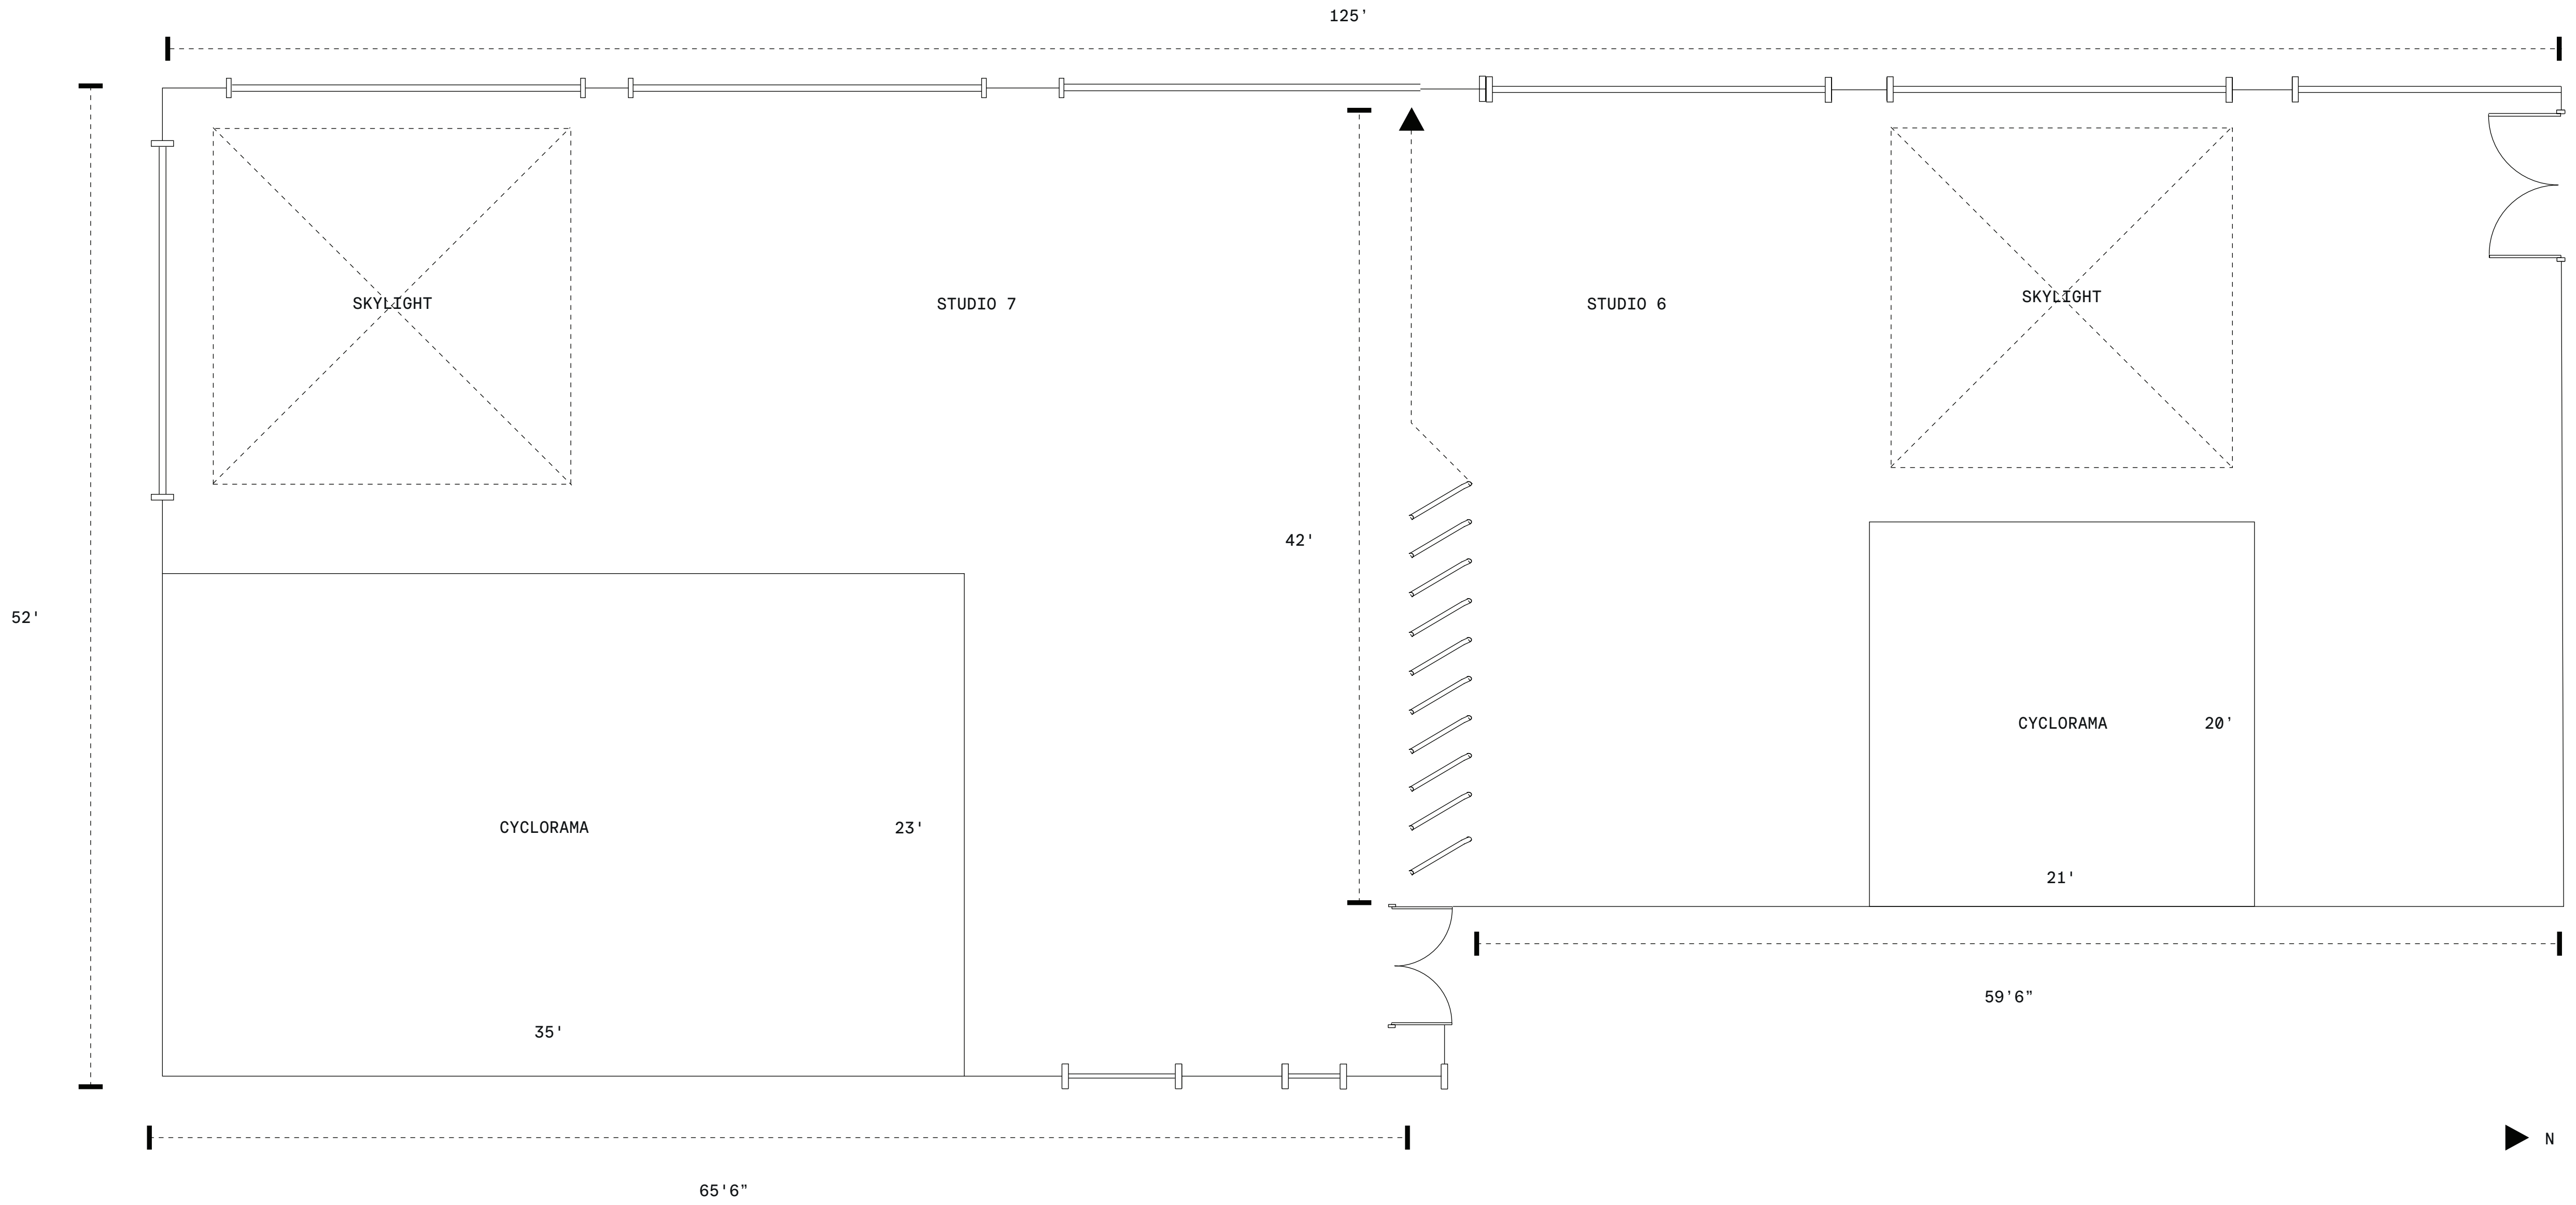 125’
SKYLIGHT
STUDIO 7
STUDIO 6
SKYLIGHT
42'
52'
CYCLORAMA
20’
CYCLORAMA
23'
21'
59’6”
35'
N
65'6”